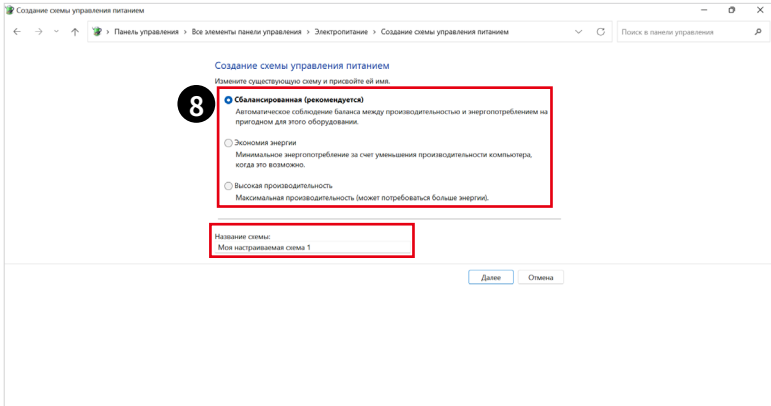 Создание схемы управления питанием
Панель управления > Все элементы панели управления > Электропитание > Создание схемы управления питанием
Поиск в панели управления
Создание схемы управления питанием
Измените существующую схему и присвойте ей имя.
8
Сбалансированная (рекомендуется)
Автоматическое соблюдение баланса между производительностью и энергопотреблением на
пригодном для этого оборудовании.
Экономия энергии
Минимальное энергопотребление за счет уменьшения производительности компьютера,
когда это возможно.
Высокая производительность
Максимальная производительность (может потребоваться больше энергии).
Название схемы:
Моя настраиваемая схема 1
Далее
Отмена